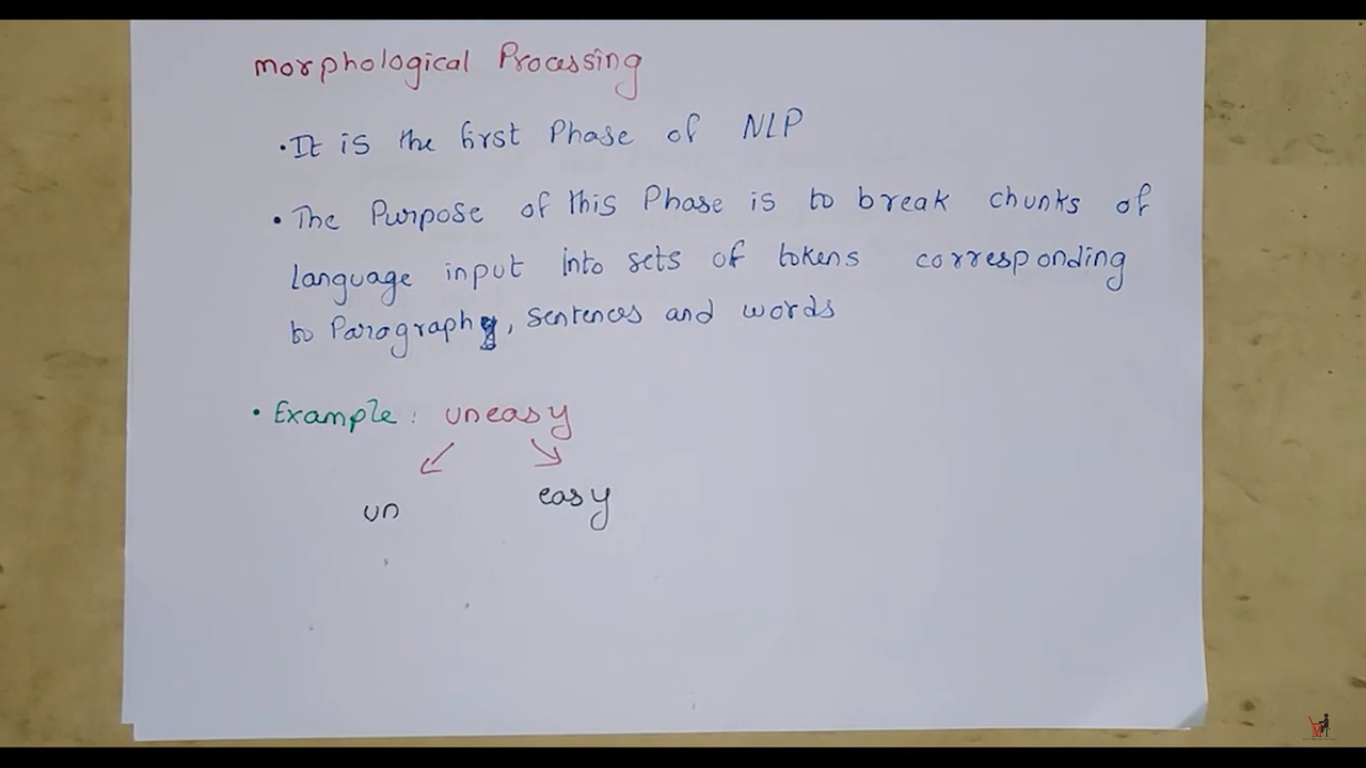 morphological Processing
• It is the first Phase of NLP
• The Purpose of this Phase is to break chunks of
language input into sets of tokens corresponding
to Paragraphs, sentences and words
• Example: uneasy
un easy